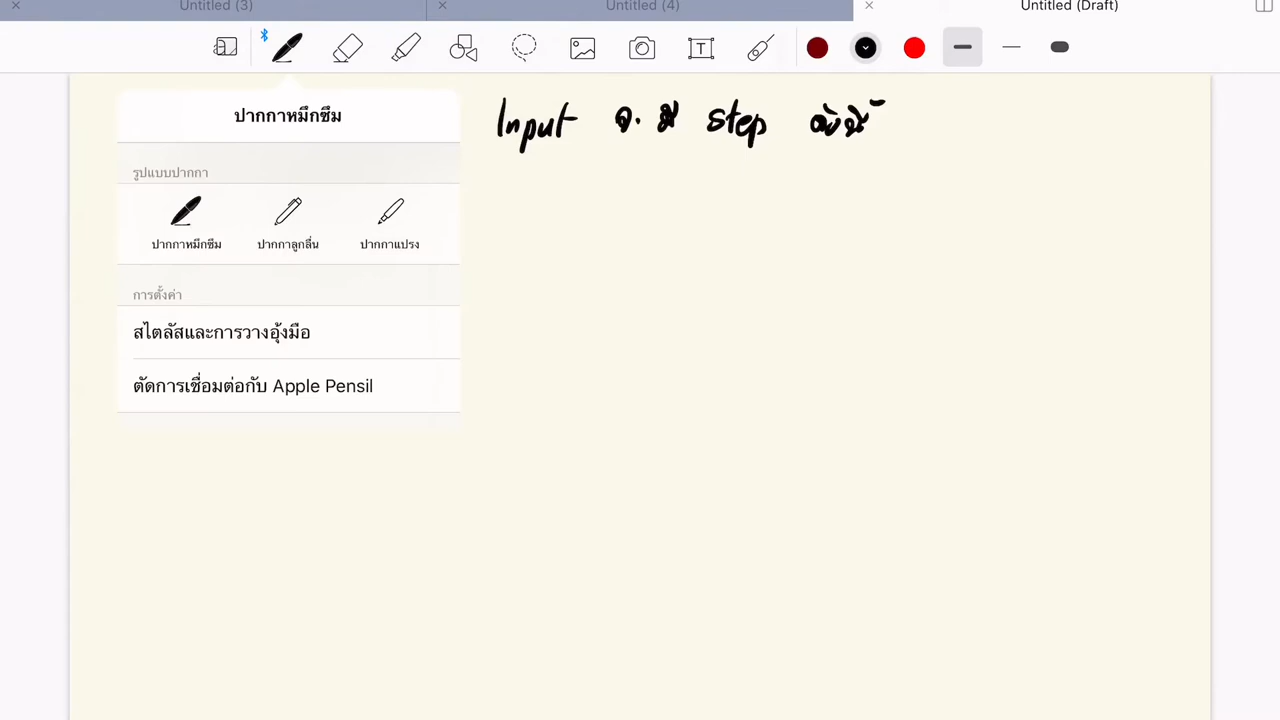 Untitled (3)
Untitled (4)
Untitled (Draft)
ปากกาหมึกซึม
Input จ. มี step ดังนี้
รูปแบบปากกา
ปากกาหมึกซึม
ปากกาลูกลื่น
ปากกาแปรง
การตั้งค่า
สไตลัสและการวางอุ้งมือ
ตัดการเชื่อมต่อกับ Apple Pensil